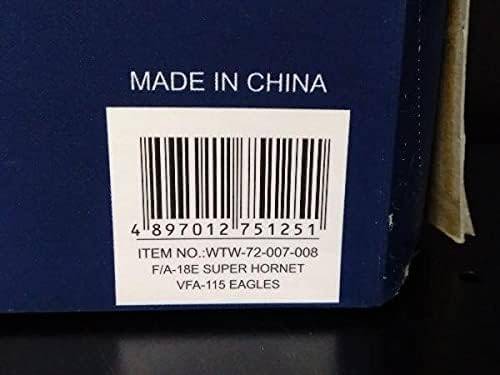 MADE IN CHINA
4 897012 751251
ITEM NO.:WTW-72-007-008
F/A-18E SUPER HORNET
VFA-115 EAGLES